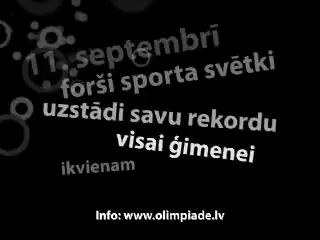 11. septembrī
forši sporta svētki
uzstādi savu rekordu
visai ģimenei
ikvienam
Info: www.olimpiade.lv